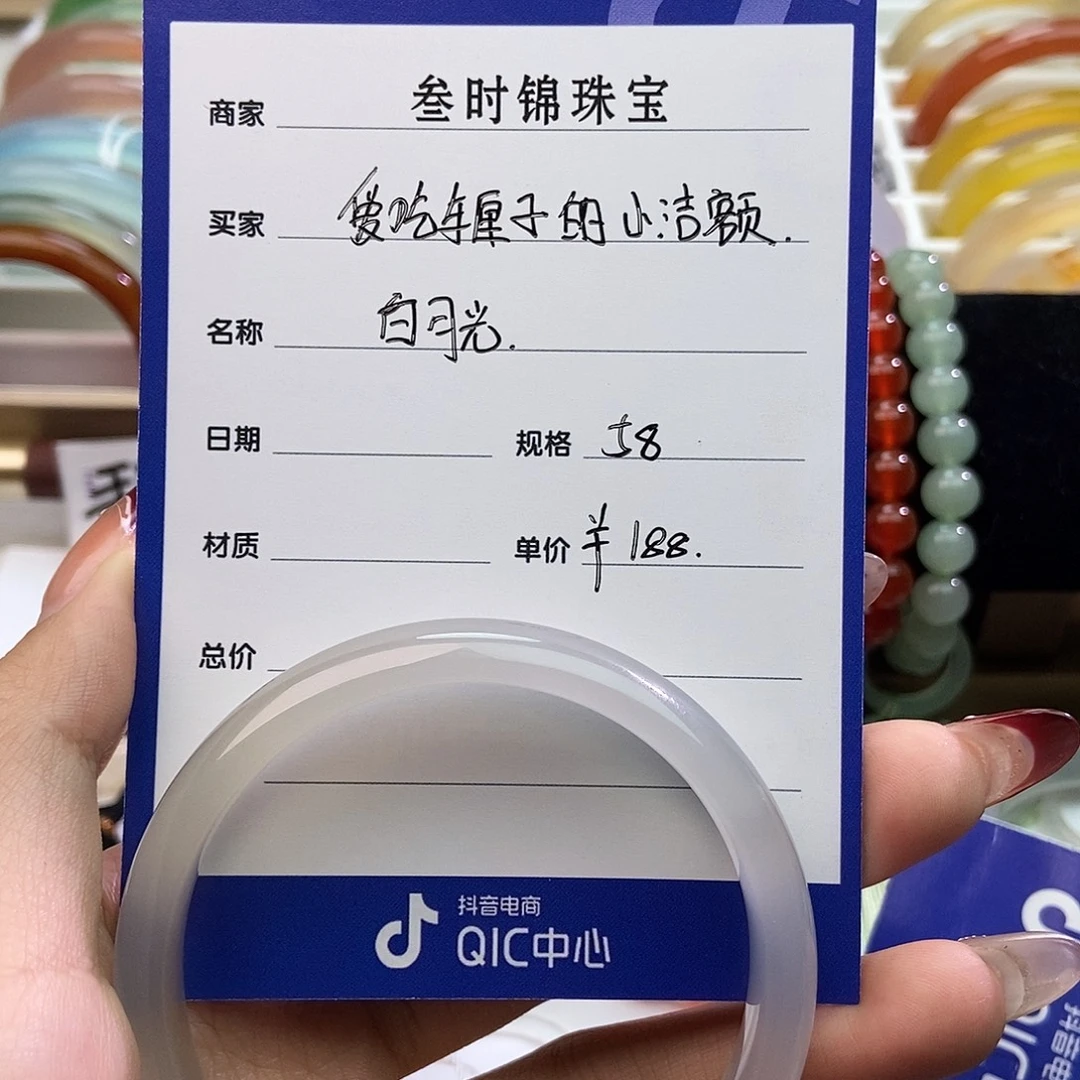 商家 叁时锦珠宝
买家 爱吃车厘子的小洁额.
名称 白月光.
日期 规格 58
材质 单价 ¥188.
总价
抖音电商
QIC中心